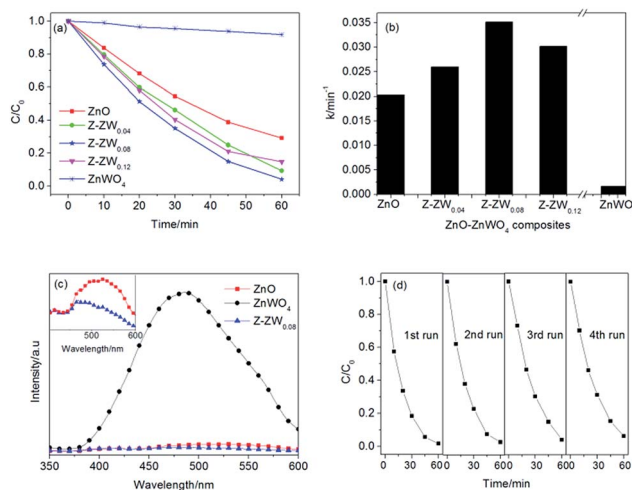 (a)
C/C0
1.0
0.8
0.6
0.4
0.2
0.0
ZnO
Z-ZW0.04
Z-ZW0.08
Z-ZW0.12
ZnWO4
0 10 20 30 40 50 60
Time/min
(b)
k/min-1
0.035
0.030
0.025
0.020
0.015
0.010
0.005
0.000
ZnO Z-ZW0.04 Z-ZW0.08 Z-ZW0.12 ZnWO
ZnO-ZnWO4 composites
(c)
Intensity/a.u
ZnO
ZnWO4
Z-ZW0.08
500 600
Wavelength/nm
350 400 450 500 550 600
Wavelength/nm
(d)
C/C0
1.0
0.8
0.6
0.4
0.2
0.0
1st run 2nd run 3rd run 4th run
0 30 60 30 60 30 60 30 60
Time/min